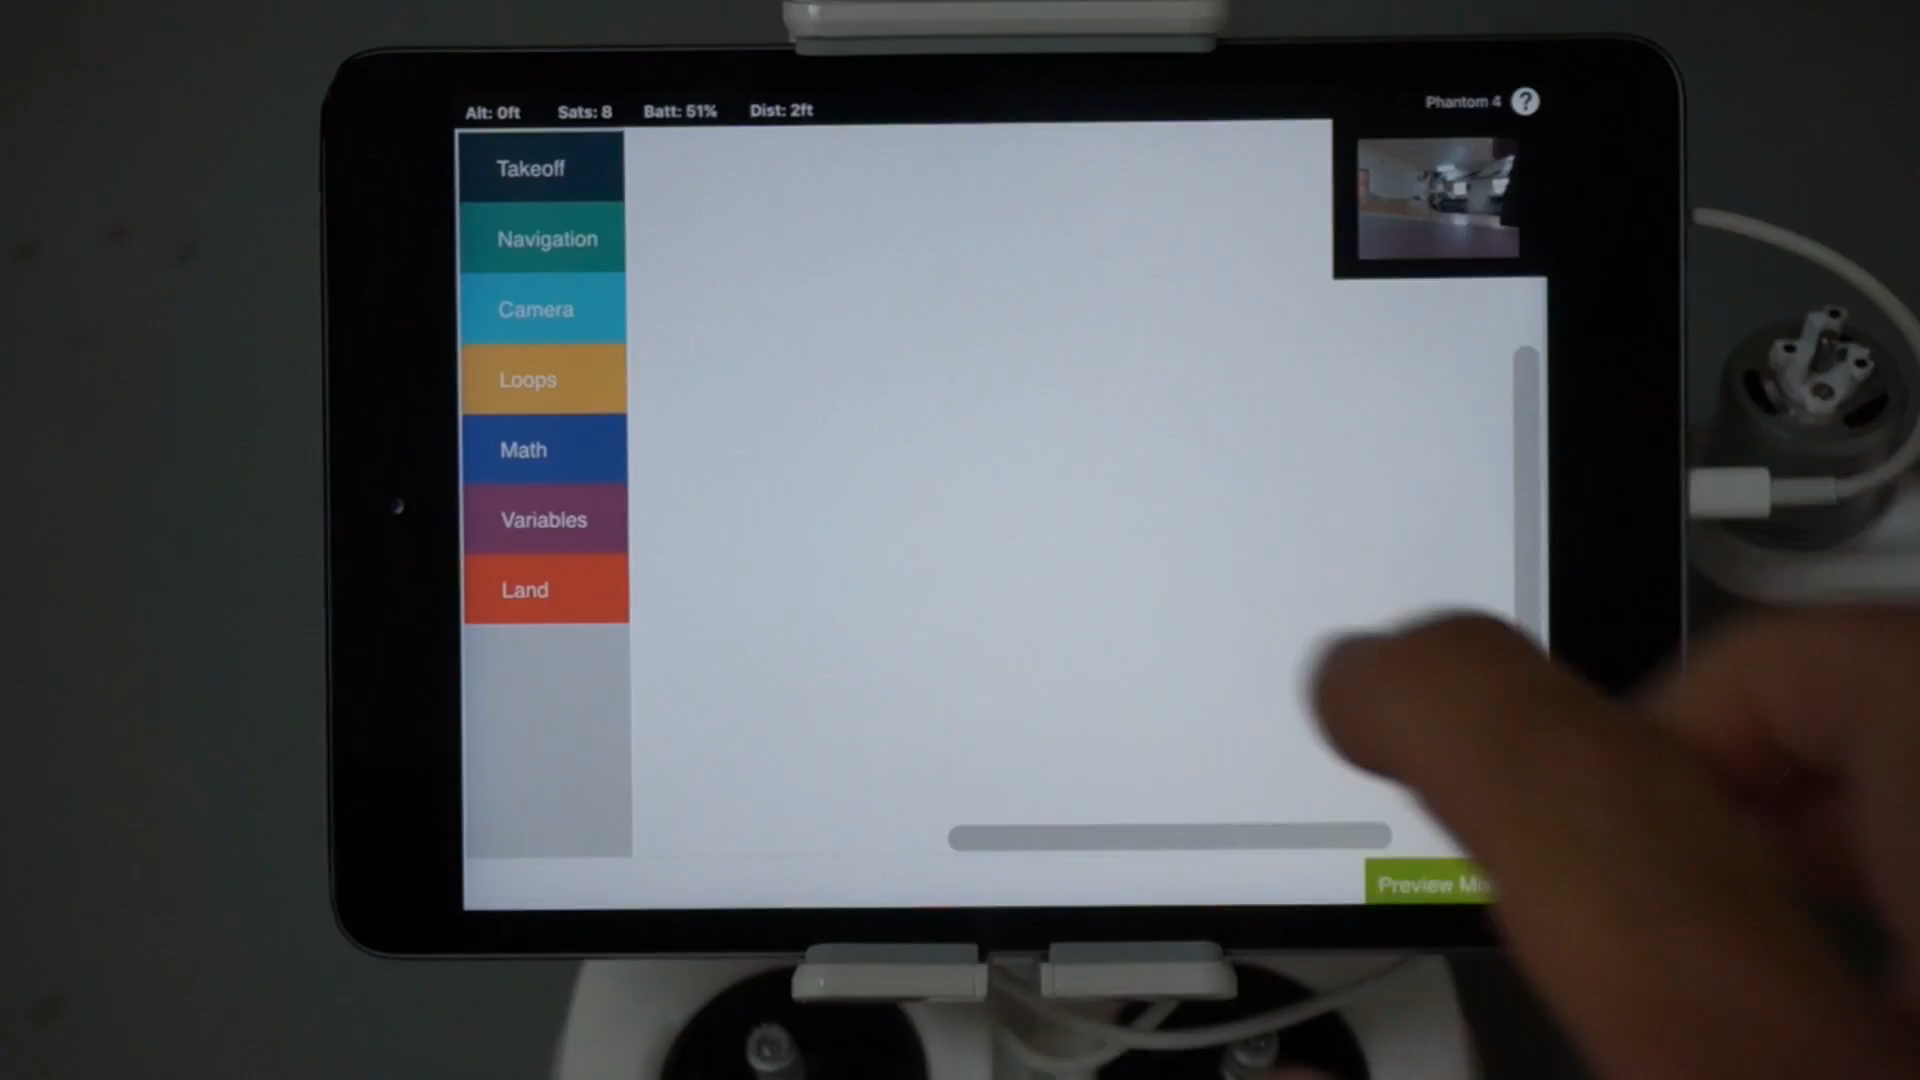 Alt: 0ft Sats: 8 Batt: 51% Dist: 2ft
Phantom 4 ?
Takeoff
Navigation
Camera
Loops
Math
Variables
Land
Preview